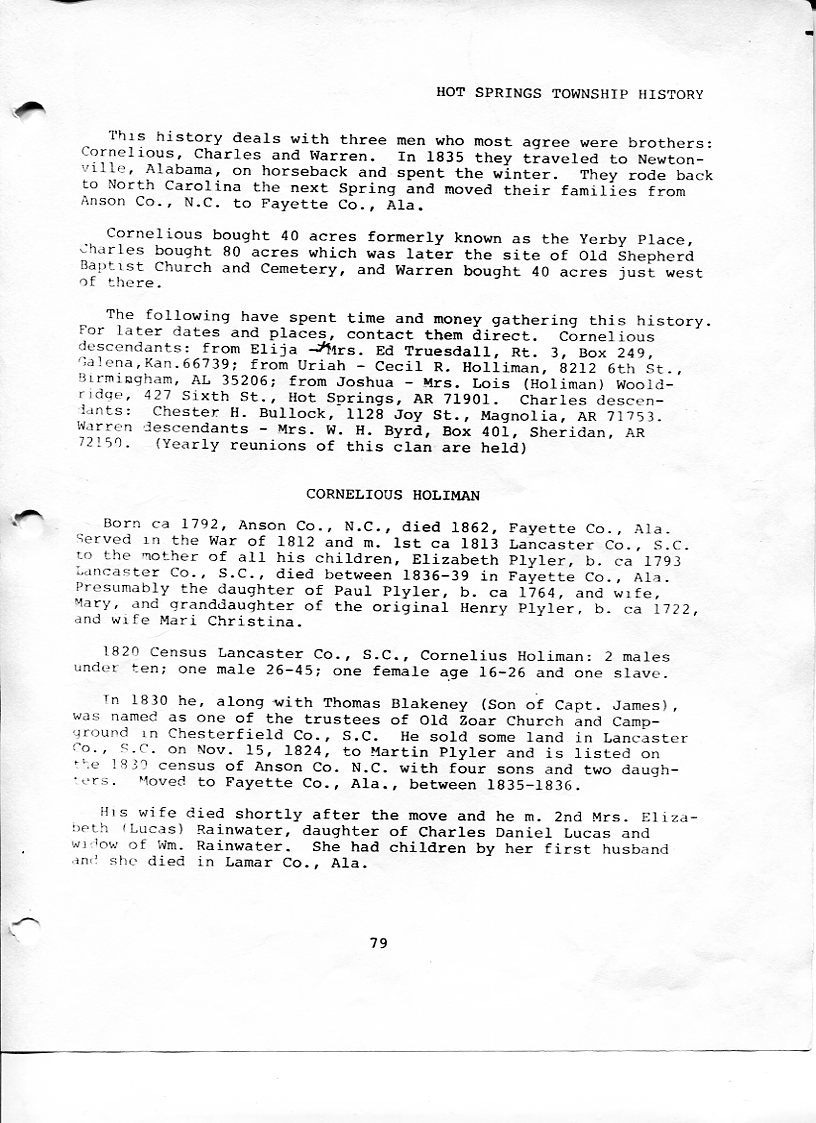 HOT SPRINGS TOWNSHIP HISTORY
This history deals with three men who most agree were brothers:
Cornelious, Charles and Warren. In 1835 they traveled to Newton-
ville, Alabama, on horseback and spent the winter. They rode back
to North Carolina the next Spring and moved their families from
Anson Co., N.C. to Fayette Co., Ala.
Cornelious bought 40 acres formerly known as the Yerby Place,
Charles bought 80 acres which was later the site of Old Shepherd
Baptist Church and Cemetery, and Warren bought 40 acres just west
of there.
The following have spent time and money gathering this history.
For later dates and places, contact them direct. Cornelious
descendants: from Elija - Mrs. Ed Truesdall, Rt. 3, Box 249,
Galena,Kan.66739; from Uriah - Cecil R. Holliman, 8212 6th St.,
Birmingham, AL 35206; from Joshua - Mrs. Lois (Holiman) Woold-
ridge, 427 Sixth St., Hot Springs, AR 71901. Charles descen-
dants: Chester H. Bullock, 1128 Joy St., Magnolia, AR 71753.
Warren descendants - Mrs. W. H. Byrd, Box 401, Sheridan, AR
72150. (Yearly reunions of this clan are held)
CORNELIOUS HOLIMAN
Born ca 1792, Anson Co., N.C., died 1862, Fayette Co., Ala.
Served in the War of 1812 and m. 1st ca 1813 Lancaster Co., S.C.
to the mother of all his children, Elizabeth Plyler, b. ca 1793
Lancaster Co., S.C., died between 1836-39 in Fayette Co., Ala.
Presumably the daughter of Paul Plyler, b. ca 1764, and wife,
Mary, and granddaughter of the original Henry Plyler, b. ca 1722,
and wife Mari Christina.
1820 Census Lancaster Co., S.C., Cornelius Holiman: 2 males
under ten; one male 26-45; one female age 16-26 and one slave.
In 1830 he, along with Thomas Blakeney (Son of Capt. James),
was named as one of the trustees of Old Zoar Church and Camp-
ground in Chesterfield Co., S.C. He sold some land in Lancaster
Co., S.C. on Nov. 15, 1824, to Martin Plyler and is listed on
the 1830 census of Anson Co. N.C. with four sons and two daugh-
ters. Moved to Fayette Co., Ala., between 1835-1836.
His wife died shortly after the move and he m. 2nd Mrs. Eliza-
beth (Lucas) Rainwater, daughter of Charles Daniel Lucas and
widow of Wm. Rainwater. She had children by her first husband
and she died in Lamar Co., Ala.
79